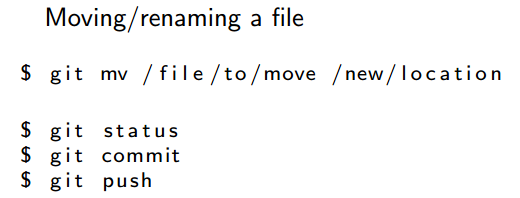 Moving/renaming a file
$ git mv /file/to/move /new/location
$ git status
$ git commit
$ git push